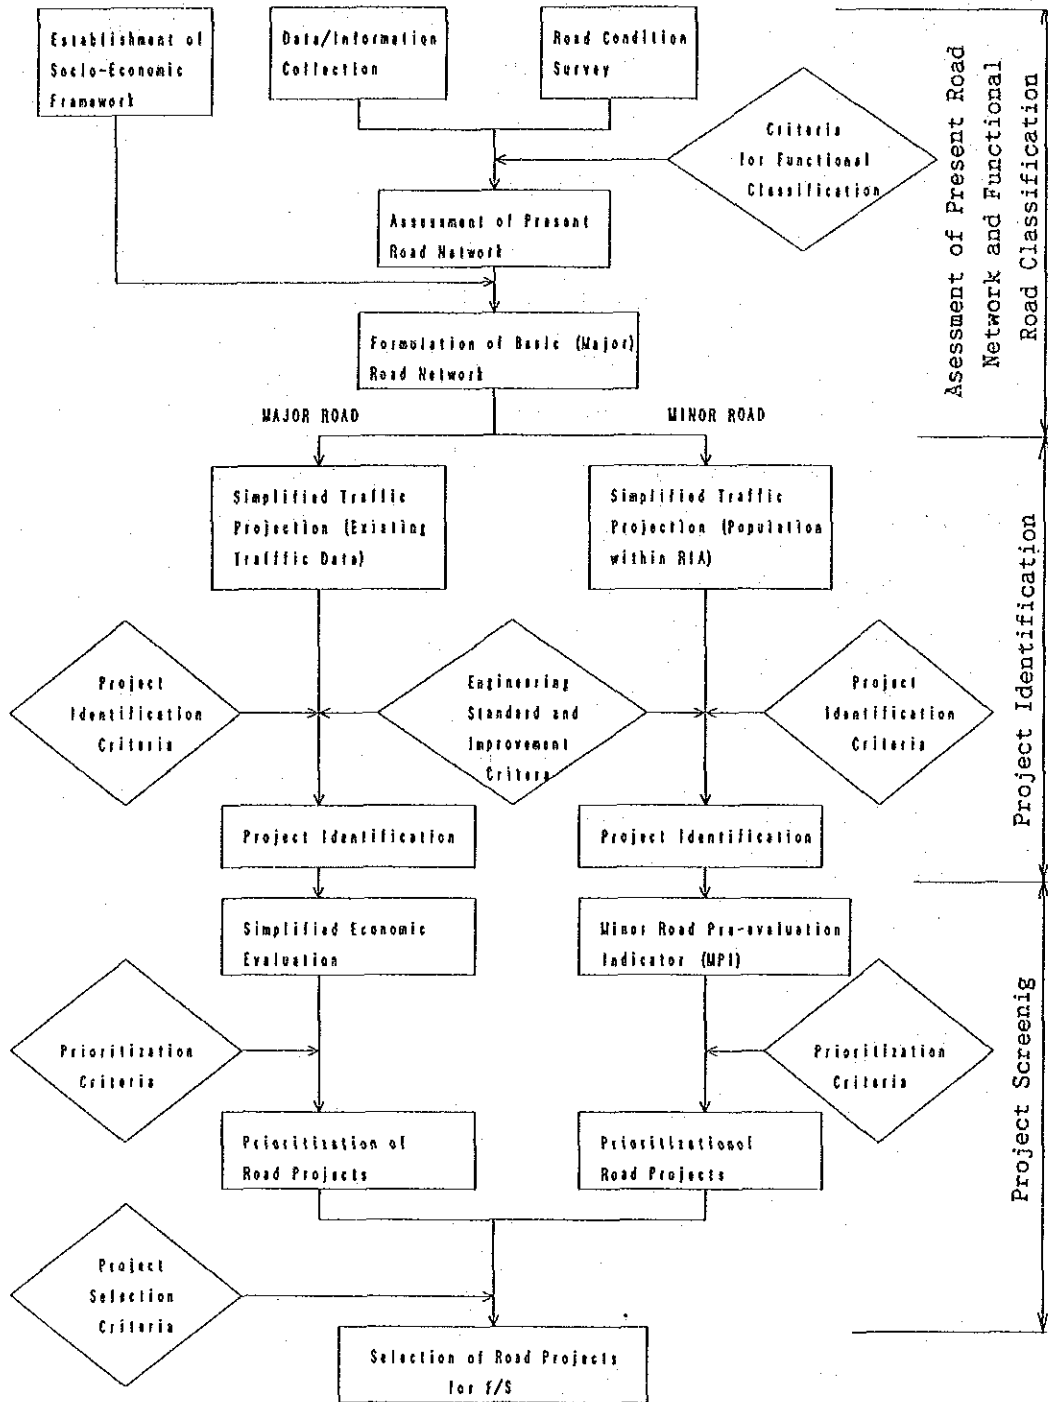 Establishment of
Socio-Economic
Framework
Data/Information
Collection
Road Condition
Survey
Criteria
for Functional
Classification
Assessment of Present
Road Network
Formulation of Basic (Major)
Road Network
MAJOR ROAD
MINOR ROAD
Simplified Traffic
Projection (Existing
Trafffic Data)
Simplified Traffic
Projection (Population
within RIA)
Project
Identification
Criteria
Engineering
Standard and
Improvement
Critera
Project
Identification
Criteria
Project Identification
Project Identification
Simplified Economic
Evaluation
Minor Road Pre-evaluation
Indicator (MPI)
Prioritization
Criteria
Prioritization
Criteria
Prioritization of
Road Projects
Prioritizationof
Road Projects
Project
Selection
Criteria
Selection of Road Projects
for F/S
Asessment of Present Road
Network and Functional
Road Classification
Project Identification
Project Screenig